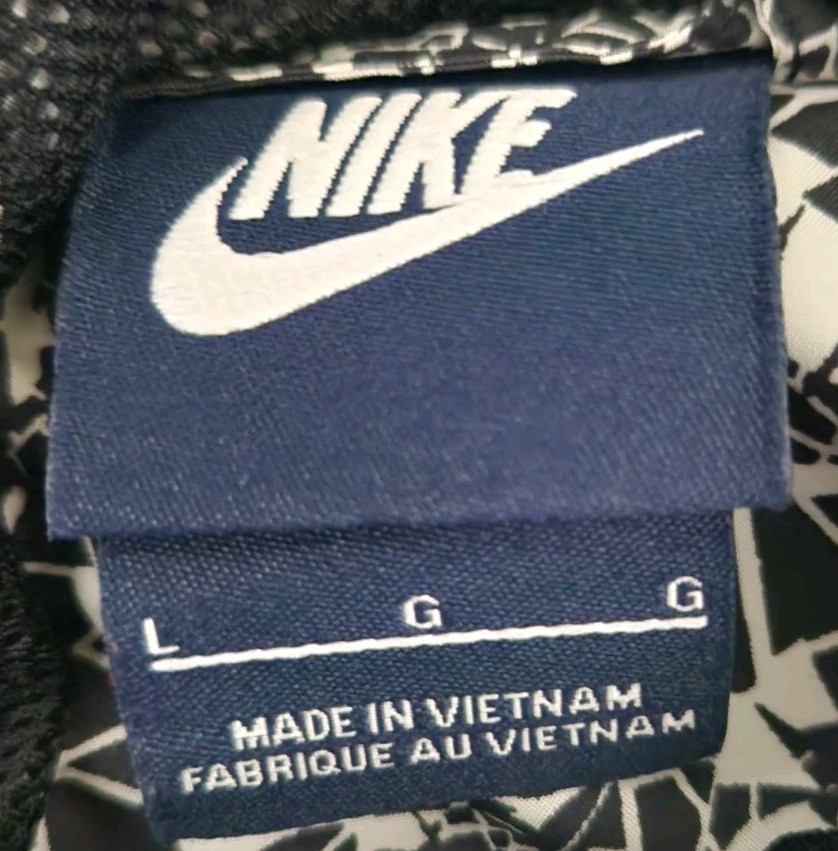 NIKE
L G G
MADE IN VIETNAM
FABRIQUE AU VIETNAM